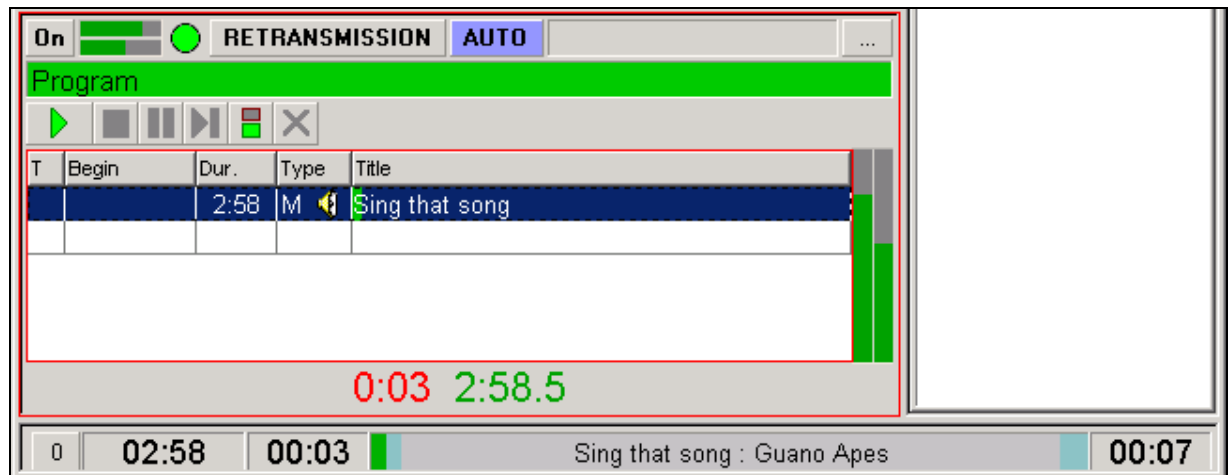 On RETRANSMISSION AUTO ...
Program
T Begin Dur. Type Title
2:58 M Sing that song
0:03 2:58.5
0 02:58 00:03 Sing that song : Guano Apes 00:07